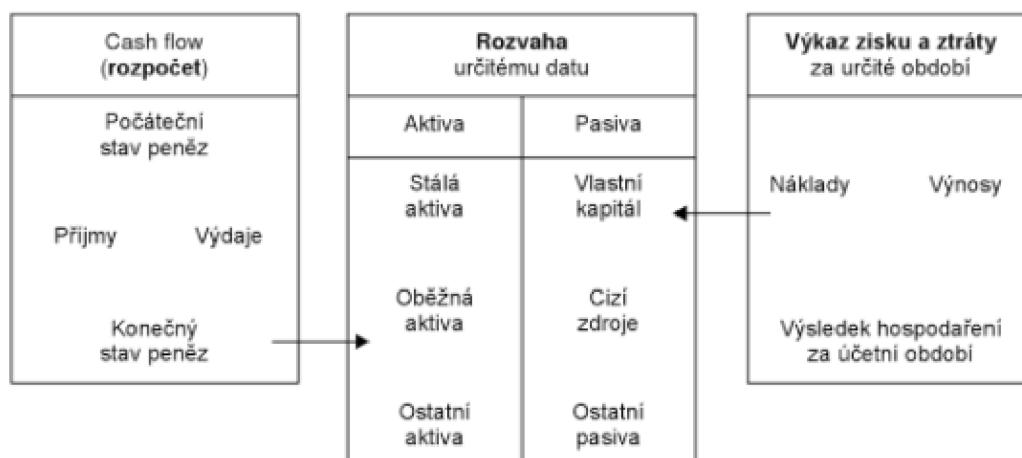 Cash flow
(rozpočet)
Počáteční
stav peněz
Příjmy Výdaje
Konečný
stav peněz
Rozvaha
určitému datu
Aktiva Pasiva
Stálá
aktiva
Vlastní
kapitál
Oběžná
aktiva
Cizí
zdroje
Ostatní
aktiva
Ostatní
pasiva
Výkaz zisku a ztráty
za určité období
Náklady Výnosy
Výsledek hospodaření
za účetní období